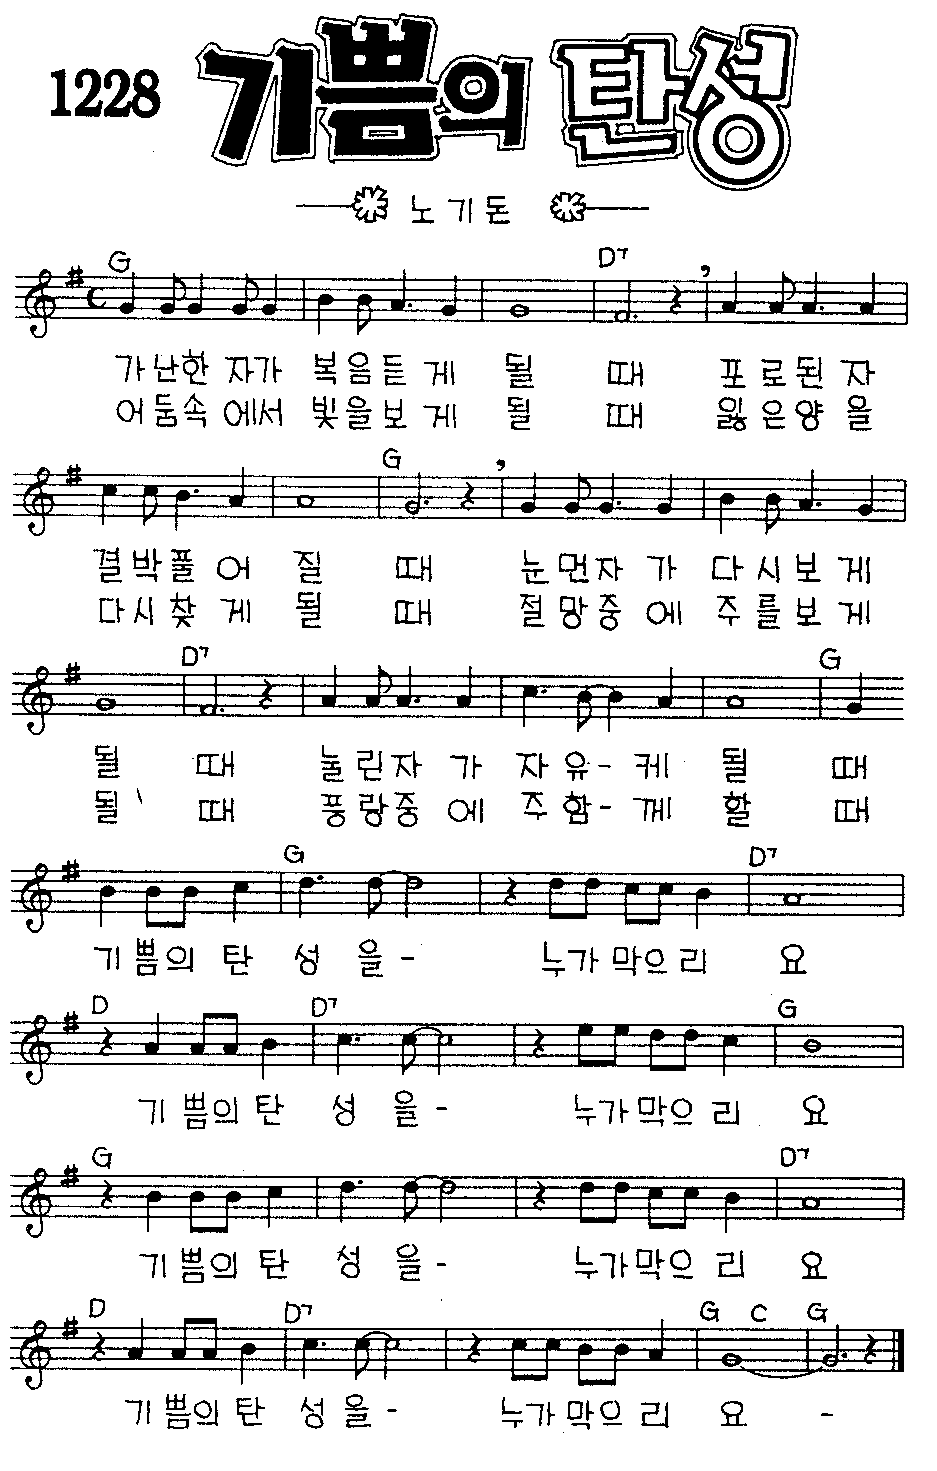 1228 기쁨의 탄성
노기돈
G D7
가난한 자가 복음듣게 될 때 포로된자
어둠속에서 빛을보게 될 때 잃은양을
G
결박풀어 질 때 눈먼자가 다시보게
다시찾게 될 때 절망중에 주를보게
D7 G
될 때 눌린자가 자유-케 될 때
될 때 풍랑중에 주함-께 할 때
G D7
기쁨의 탄성을- 누가막으리요
D D7 G
기쁨의탄 성을- 누가막으리 요
G D7
기쁨의 탄 성을- 누가막으리 요
D D7 G C G
기쁨의탄 성을- 누가막으리 요 -